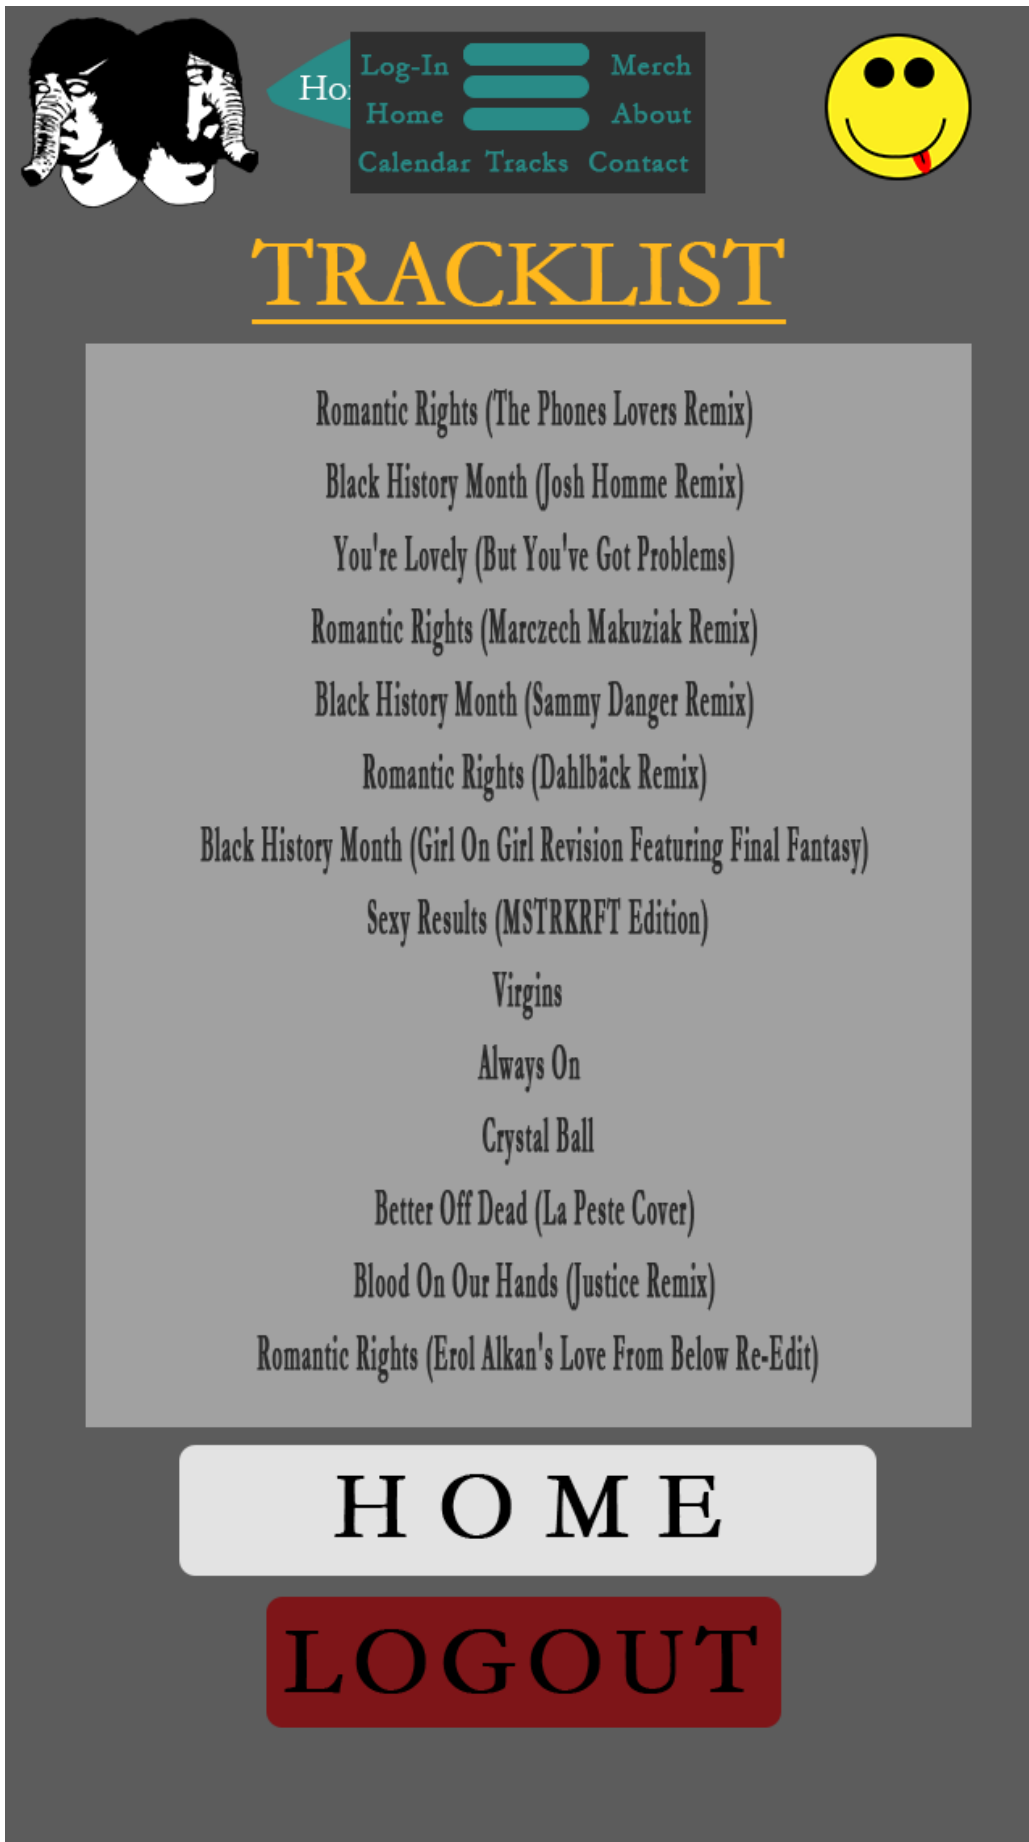 Log-In Merch
Ho
Home About
Calendar Tracks Contact
TRACKLIST
Romantic Rights (The Phones Lovers Remix)
Black History Month (Josh Homme Remix)
You're Lovely (But You've Got Problems)
Romantic Rights (Marczech Makuziak Remix)
Black History Month (Sammy Danger Remix)
Romantic Rights (Dahlbäck Remix)
Black History Month (Girl On Girl Revision Featuring Final Fantasy)
Sexy Results (MSTRKRFT Edition)
Virgins
Always On
Crystal Ball
Better Off Dead (La Peste Cover)
Blood On Our Hands (Justice Remix)
Romantic Rights (Erol Alkan's Love From Below Re-Edit)
HOME
LOGOUT